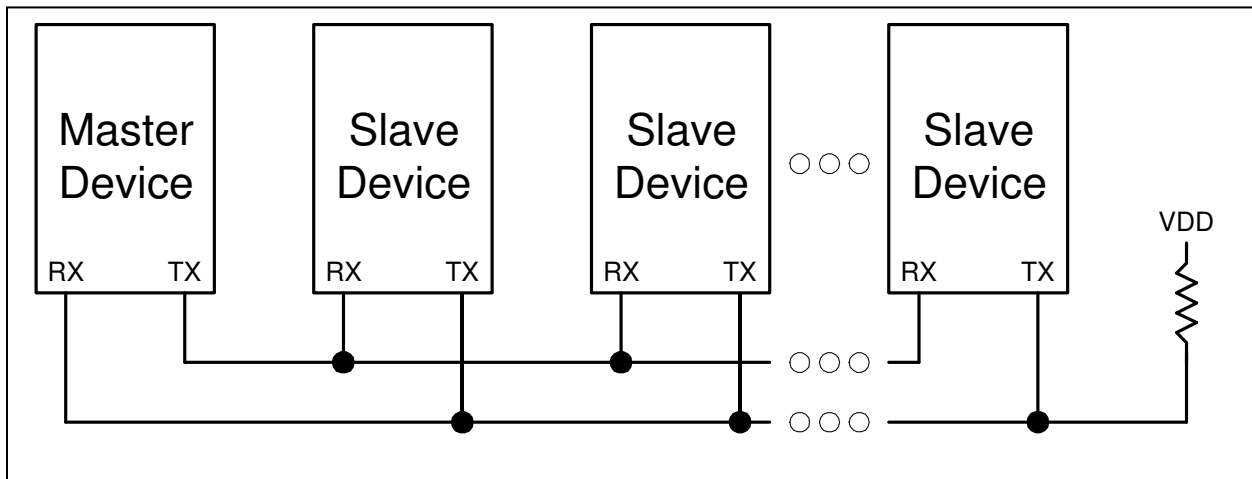 Master
Device
Slave
Device
Slave
Device
Slave
Device
VDD
RX TX
RX TX
RX TX
RX TX